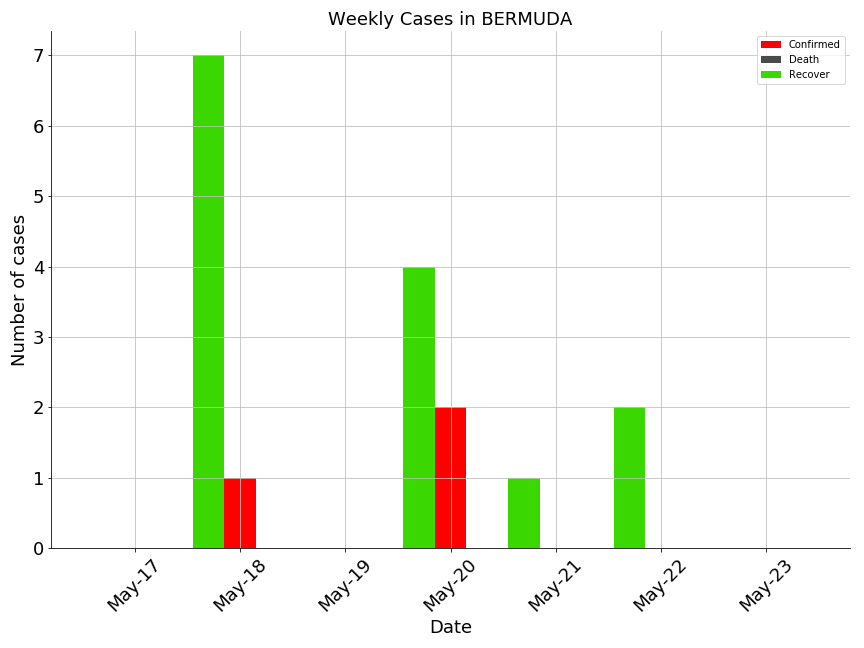 Weekly Cases in BERMUDA
Confirmed
Death
Recover
Number of cases
7
6
5
4
3
2
1
0
May-17
May-18
May-19
May-20
May-21
May-22
May-23
Date